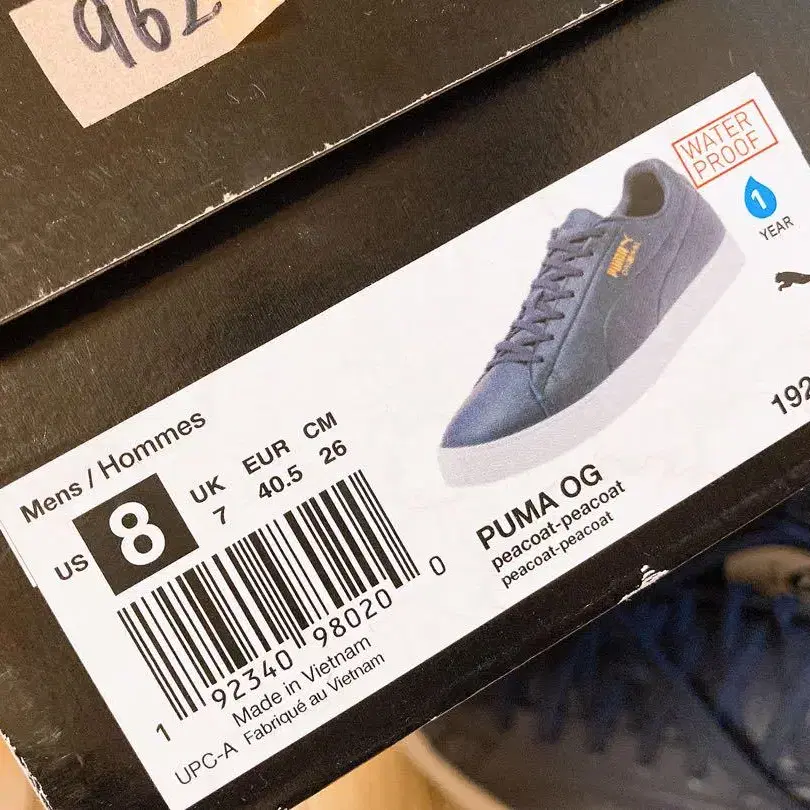 962
WATER
PROOF
1
YEAR
Mens / Hommes
US 8
UK
7
EUR
40.5
CM
26
192
PUMA OG
peacoat-peacoat
peacoat-peacoat
1 92340 98020 0
Made in Vietnam
UPC-A Fabriqué au Vietnam